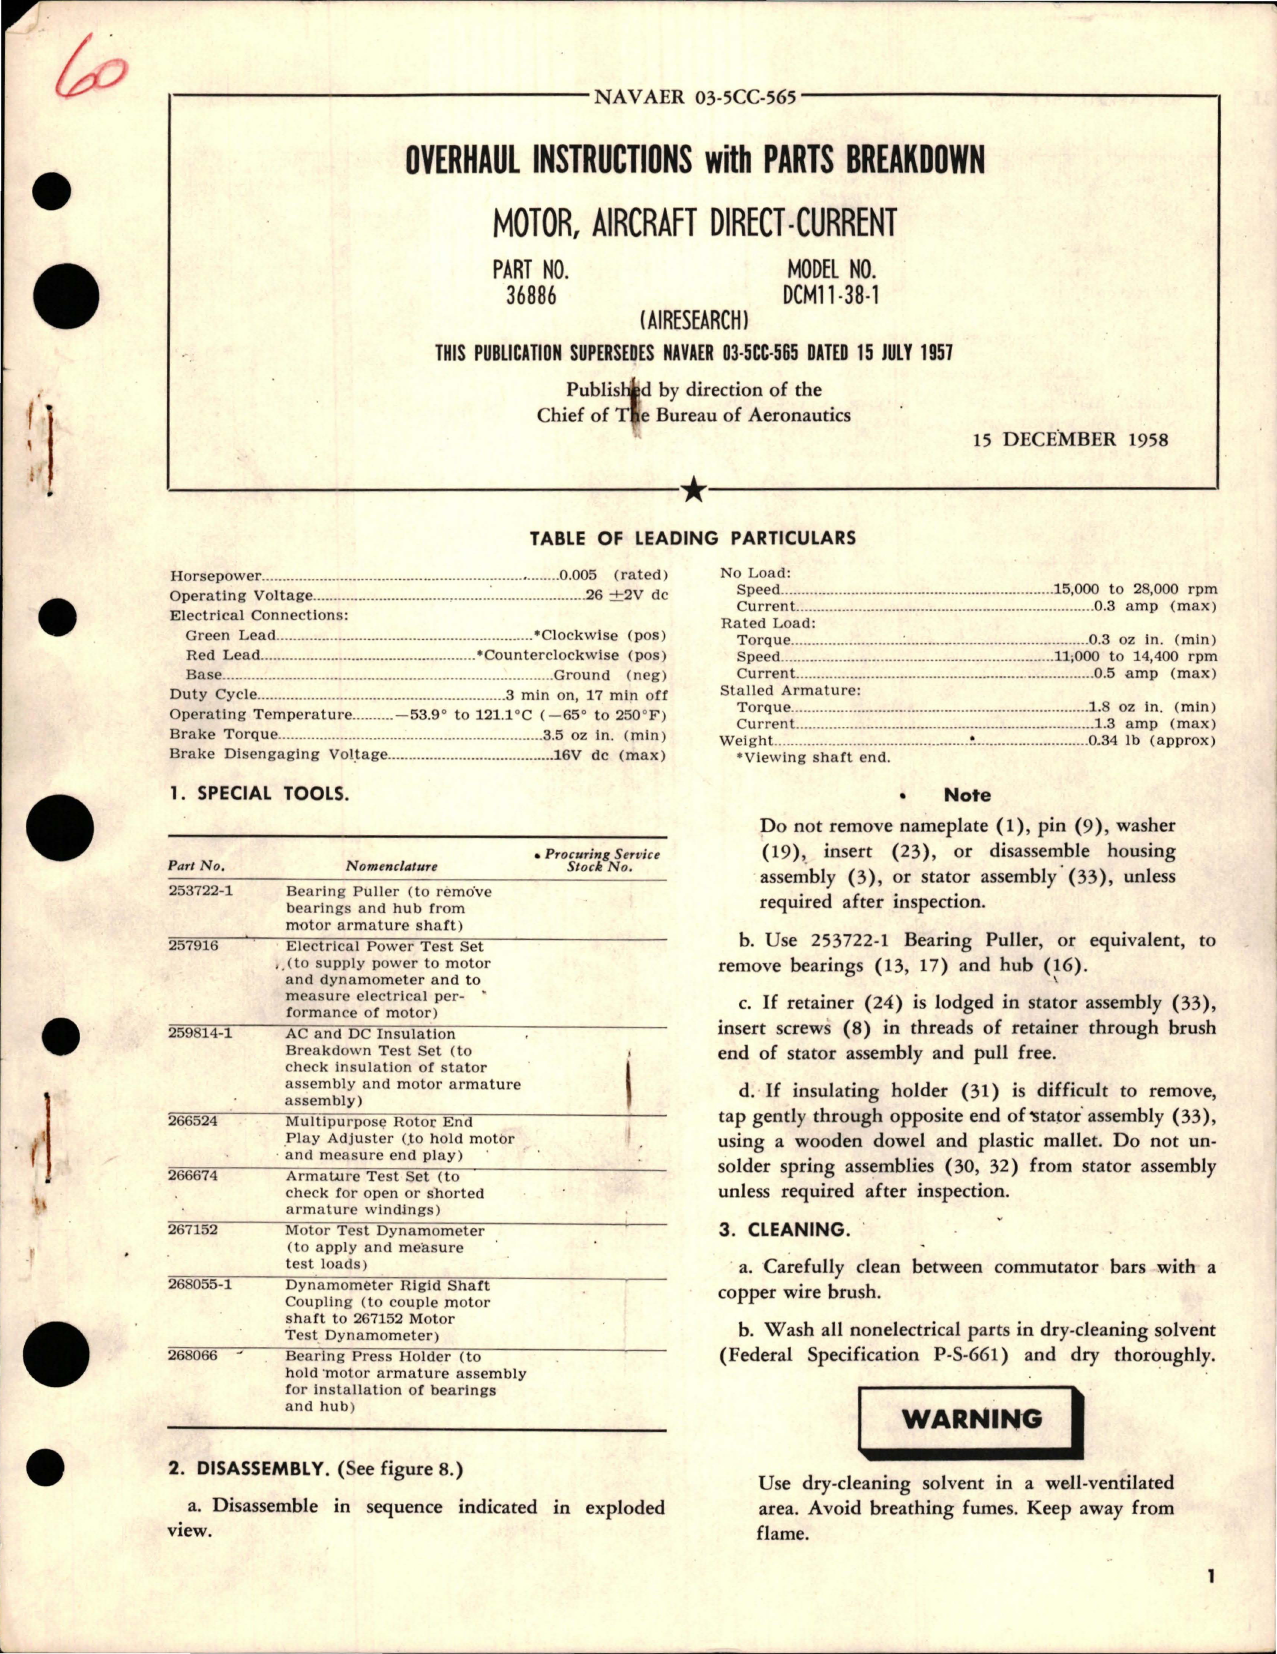 60
NAVAER 03-5CC-565
OVERHAUL INSTRUCTIONS with PARTS BREAKDOWN
MOTOR, AIRCRAFT DIRECT-CURRENT
PART NO. MODEL NO.
36886 DCM11-38-1
(AIRESEARCH)
THIS PUBLICATION SUPERSEDES NAVAER 03-5CC-565 DATED 15 JULY 1957
Published by direction of the
Chief of The Bureau of Aeronautics
15 DECEMBER 1958
TABLE OF LEADING PARTICULARS
Horsepower 0.005 (rated)
Operating Voltage 26 ±2V dc
Electrical Connections:
Green Lead *Clockwise (pos)
Red Lead *Counterclockwise (pos)
Base Ground (neg)
Duty Cycle 3 min on, 17 min off
Operating Temperature —53.9° to 121.1°C (—65° to 250°F)
Brake Torque 3.5 oz in. (min)
Brake Disengaging Voltage 16V dc (max)
No Load:
Speed 15,000 to 28,000 rpm
Current 0.3 amp (max)
Rated Load:
Torque 0.3 oz in. (min)
Speed 11,000 to 14,400 rpm
Current 0.5 amp (max)
Stalled Armature:
Torque 1.8 oz in. (min)
Current 1.3 amp (max)
Weight 0.34 lb (approx)
*Viewing shaft end.
1. SPECIAL TOOLS.
Part No. Nomenclature Procuring Service
Stock No.
253722-1 Bearing Puller (to remove
bearings and hub from
motor armature shaft)
257916 Electrical Power Test Set
(to supply power to motor
and dynamometer and to
measure electrical per-
formance of motor)
259814-1 AC and DC Insulation
Breakdown Test Set (to
check insulation of stator
assembly and motor armature
assembly)
266524 Multipurpose Rotor End
Play Adjuster (to hold motor
and measure end play)
266674 Armature Test Set (to
check for open or shorted
armature windings)
267152 Motor Test Dynamometer
(to apply and measure
test loads)
268055-1 Dynamometer Rigid Shaft
Coupling (to couple motor
shaft to 267152 Motor
Test Dynamometer)
268066 Bearing Press Holder (to
hold motor armature assembly
for installation of bearings
and hub)
2. DISASSEMBLY. (See figure 8.)
a. Disassemble in sequence indicated in exploded
view.
Note
Do not remove nameplate (1), pin (9), washer
(19), insert (23), or disassemble housing
assembly (3), or stator assembly (33), unless
required after inspection.
b. Use 253722-1 Bearing Puller, or equivalent, to
remove bearings (13, 17) and hub (16).
c. If retainer (24) is lodged in stator assembly (33),
insert screws (8) in threads of retainer through brush
end of stator assembly and pull free.
d. If insulating holder (31) is difficult to remove,
tap gently through opposite end of stator assembly (33),
using a wooden dowel and plastic mallet. Do not un-
solder spring assemblies (30, 32) from stator assembly
unless required after inspection.
3. CLEANING.
a. Carefully clean between commutator bars with a
copper wire brush.
b. Wash all nonelectrical parts in dry-cleaning solvent
(Federal Specification P-S-661) and dry thoroughly.
WARNING
Use dry-cleaning solvent in a well-ventilated
area. Avoid breathing fumes. Keep away from
flame.
1